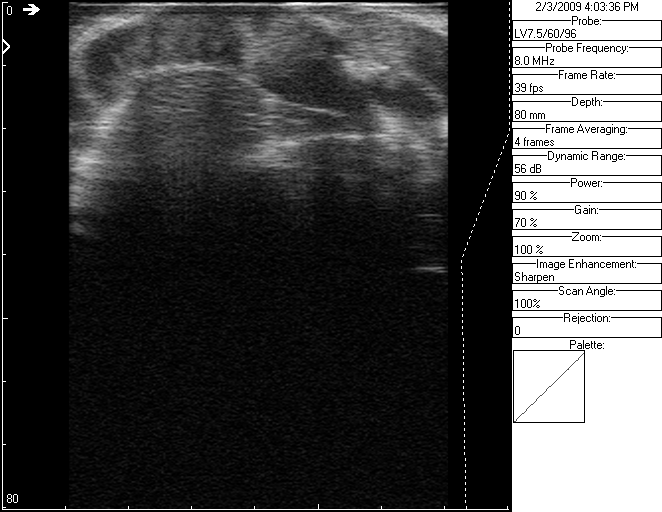 0
80
2/3/2009 4:03:36 PM
Probe:
LV7.5/60/96
Probe Frequency:
8.0 MHz
Frame Rate:
39 fps
Depth:
80 mm
Frame Averaging:
4 frames
Dynamic Range:
56 dB
Power:
90 %
Gain:
70 %
Zoom:
100 %
Image Enhancement:
Sharpen
Scan Angle:
100%
Rejection:
0
Palette: